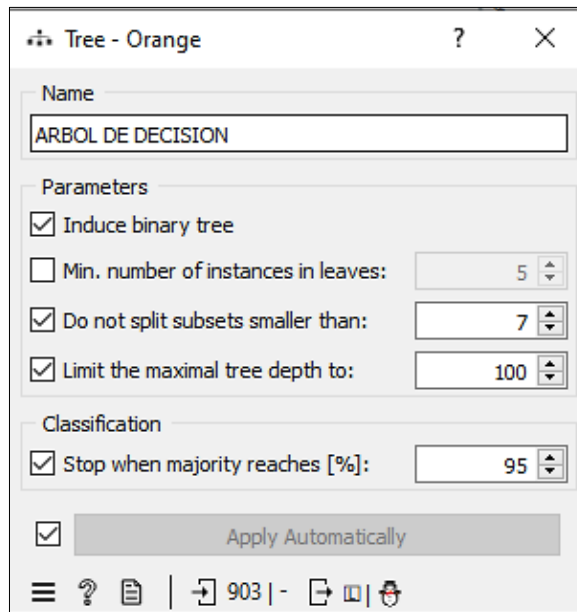 Tree - Orange ?
Name
ARBOL DE DECISION
Parameters
Induce binary tree
Min. number of instances in leaves: 5
Do not split subsets smaller than: 7
Limit the maximal tree depth to: 100
Classification
Stop when majority reaches [%]: 95
Apply Automatically
? | 903 | - |